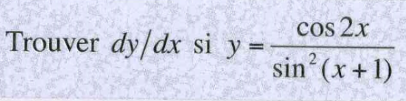 Trouver dy/dx si y = cos 2x / sin²(x + 1)